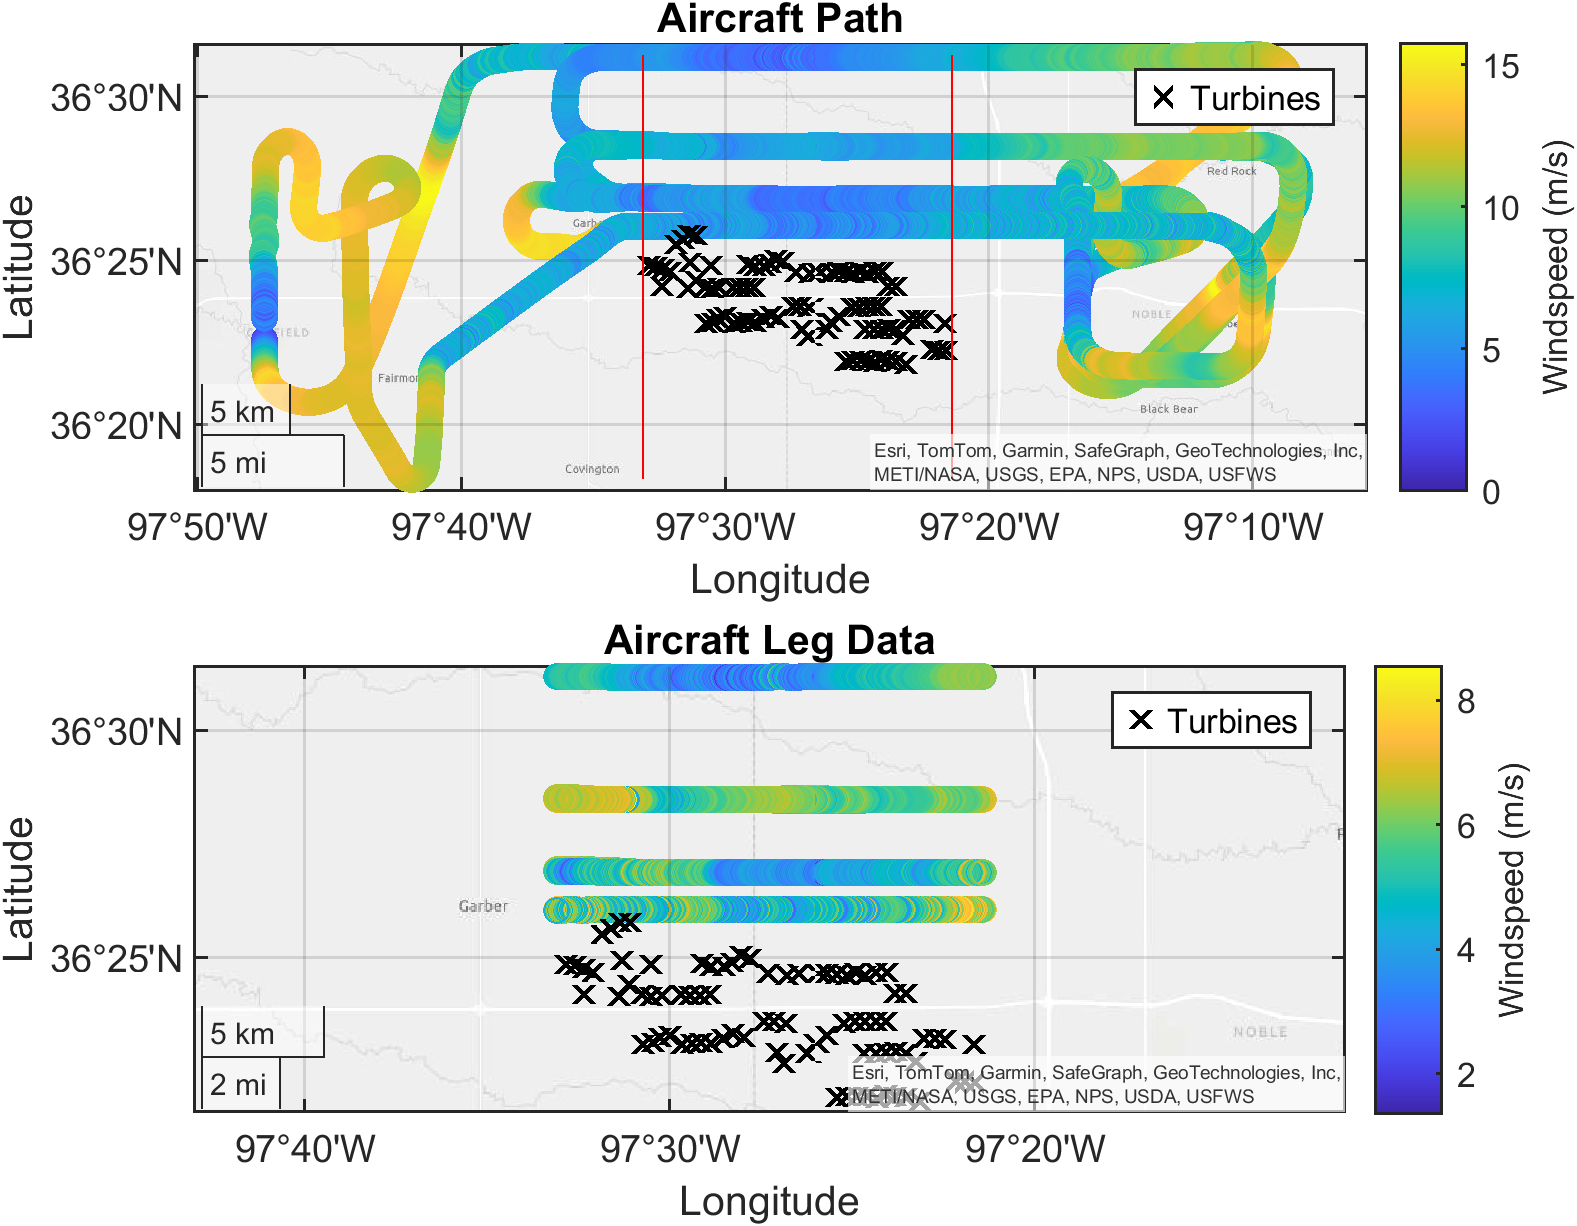 Aircraft Path
Turbines
36°30'N
36°25'N
36°20'N
Latitude
Red Rock
NOBLE
Fairmon
Black Bear
Covington
5 km
5 mi
Esri, TomTom, Garmin, SafeGraph, GeoTechnologies, Inc,
METI/NASA, USGS, EPA, NPS, USDA, USFWS
97°50'W 97°40'W 97°30'W 97°20'W 97°10'W
Longitude
15
10
5
0
Windspeed (m/s)
Aircraft Leg Data
Turbines
36°30'N
36°25'N
Latitude
Garber
NOBLE
5 km
2 mi
Esri, TomTom, Garmin, SafeGraph, GeoTechnologies, Inc,
METI/NASA, USGS, EPA, NPS, USDA, USFWS
97°40'W 97°30'W 97°20'W
Longitude
8
6
4
2
Windspeed (m/s)